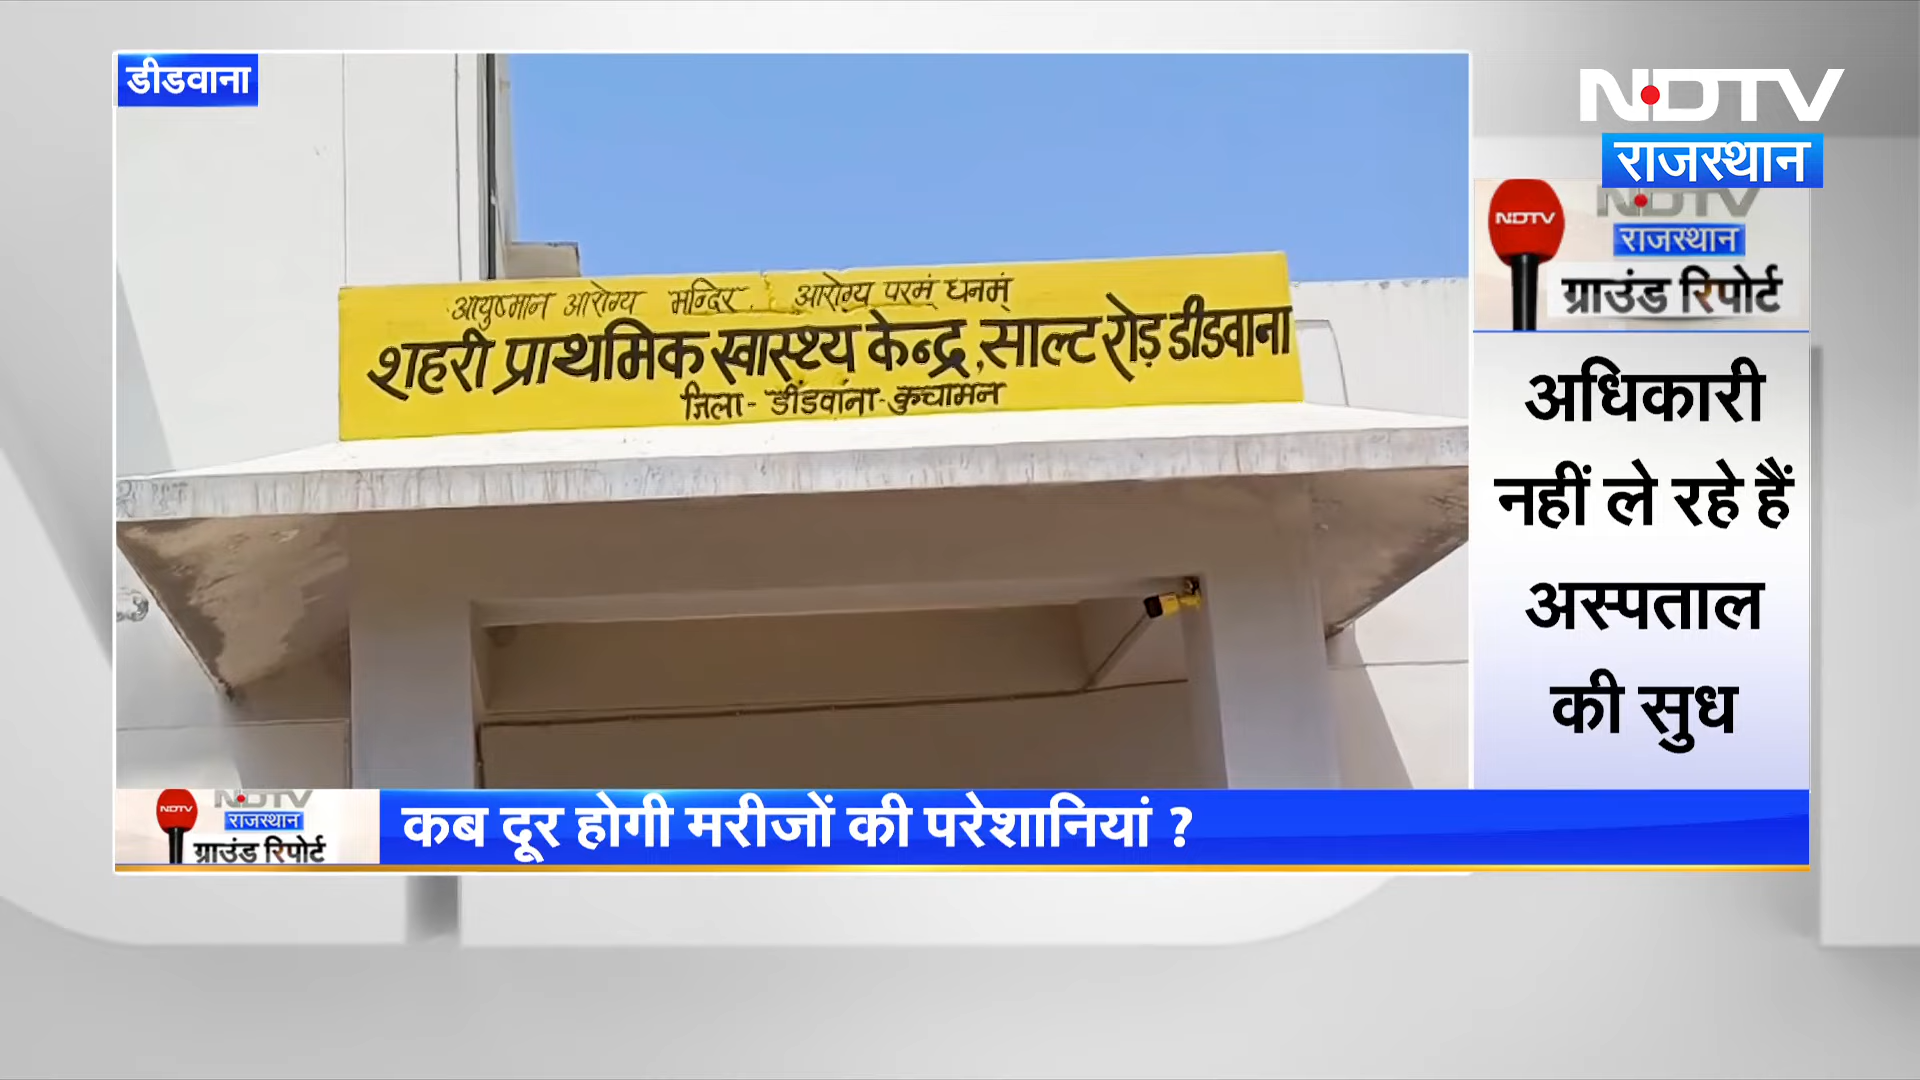 डीडवाना
NDTV
राजस्थान
आयुष्मान आरोग्य मन्दिर, आरोग्य परमं धनमं
शहरी प्राथमिक स्वास्थ्य केन्द्र, साल्ट रोड़ डीडवाना
जिला - डीडवाना - कुचामन
NDTV
NDTV
राजस्थान
ग्राउंड रिपोर्ट
अधिकारी
नहीं ले रहे हैं
अस्पताल
की सुध
NDTV
NDTV
राजस्थान
ग्राउंड रिपोर्ट
कब दूर होगी मरीजों की परेशानियां ?